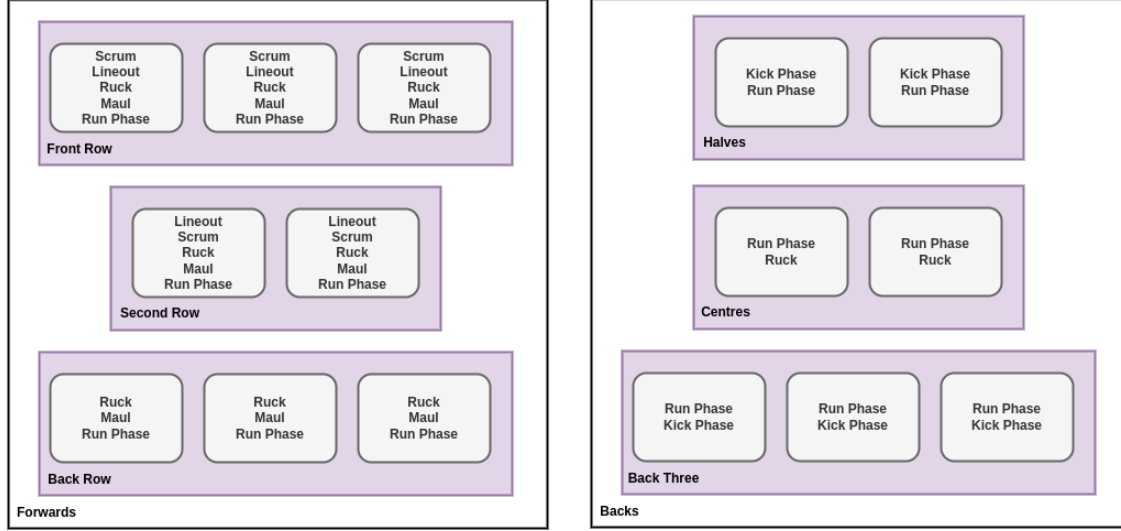 Scrum
Lineout
Ruck
Maul
Run Phase
Scrum
Lineout
Ruck
Maul
Run Phase
Scrum
Lineout
Ruck
Maul
Run Phase
Front Row
Lineout
Scrum
Ruck
Maul
Run Phase
Lineout
Scrum
Ruck
Maul
Run Phase
Second Row
Ruck
Maul
Run Phase
Ruck
Maul
Run Phase
Ruck
Maul
Run Phase
Back Row
Forwards
Kick Phase
Run Phase
Kick Phase
Run Phase
Halves
Run Phase
Ruck
Run Phase
Ruck
Centres
Run Phase
Kick Phase
Run Phase
Kick Phase
Run Phase
Kick Phase
Back Three
Backs